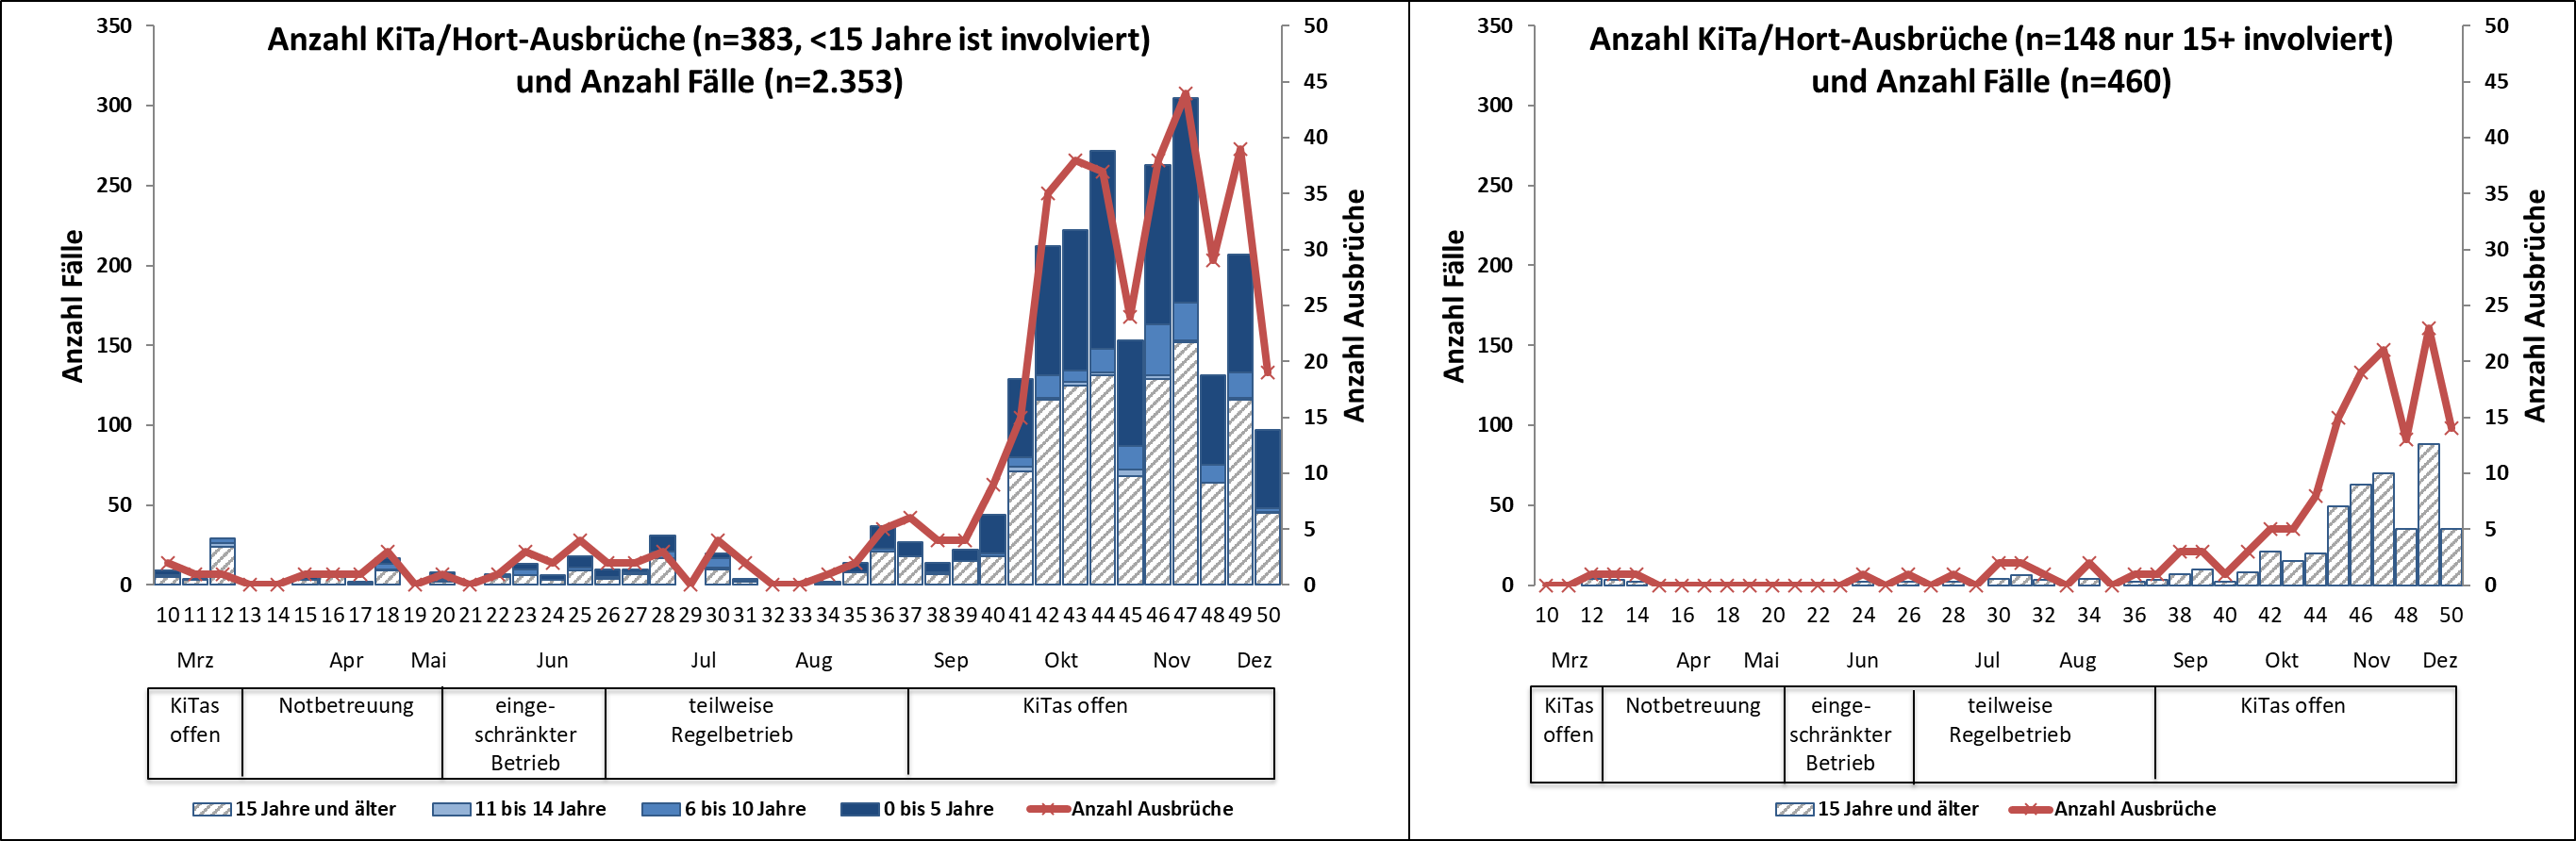 Anzahl KiTa/Hort-Ausbrüche (n=383, <15 Jahre ist involviert)
und Anzahl Fälle (n=2.353)
Anzahl Fälle
350
300
250
200
150
100
50
0
50
45
40
35
30
25
20
15
10
5
0
Anzahl Ausbrüche
10 11 12 13 14 15 16 17 18 19 20 21 22 23 24 25 26 27 28 29 30 31 32 33 34 35 36 37 38 39 40 41 42 43 44 45 46 47 48 49 50
Mrz Apr Mai Jun Jul Aug Sep Okt Nov Dez
KiTas
offen
Notbetreuung
einge-
schränkter
Betrieb
teilweise
Regelbetrieb
KiTas offen
15 Jahre und älter 11 bis 14 Jahre 6 bis 10 Jahre 0 bis 5 Jahre Anzahl Ausbrüche
Anzahl KiTa/Hort-Ausbrüche (n=148 nur 15+ involviert)
und Anzahl Fälle (n=460)
Anzahl Fälle
350
300
250
200
150
100
50
0
50
45
40
35
30
25
20
15
10
5
0
Anzahl Ausbrüche
10 12 14 16 18 20 22 24 26 28 30 32 34 36 38 40 42 44 46 48 50
Mrz Apr Mai Jun Jul Aug Sep Okt Nov Dez
KiTas
offen
Notbetreuung
einge-
schränkter
Betrieb
teilweise
Regelbetrieb
KiTas offen
15 Jahre und älter Anzahl Ausbrüche